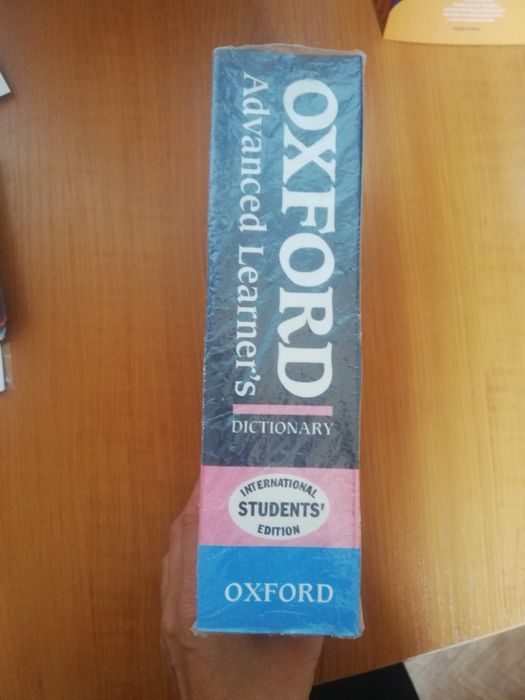 OXFORD
Advanced Learner's
DICTIONARY
INTERNATIONAL
STUDENTS'
EDITION
OXFORD